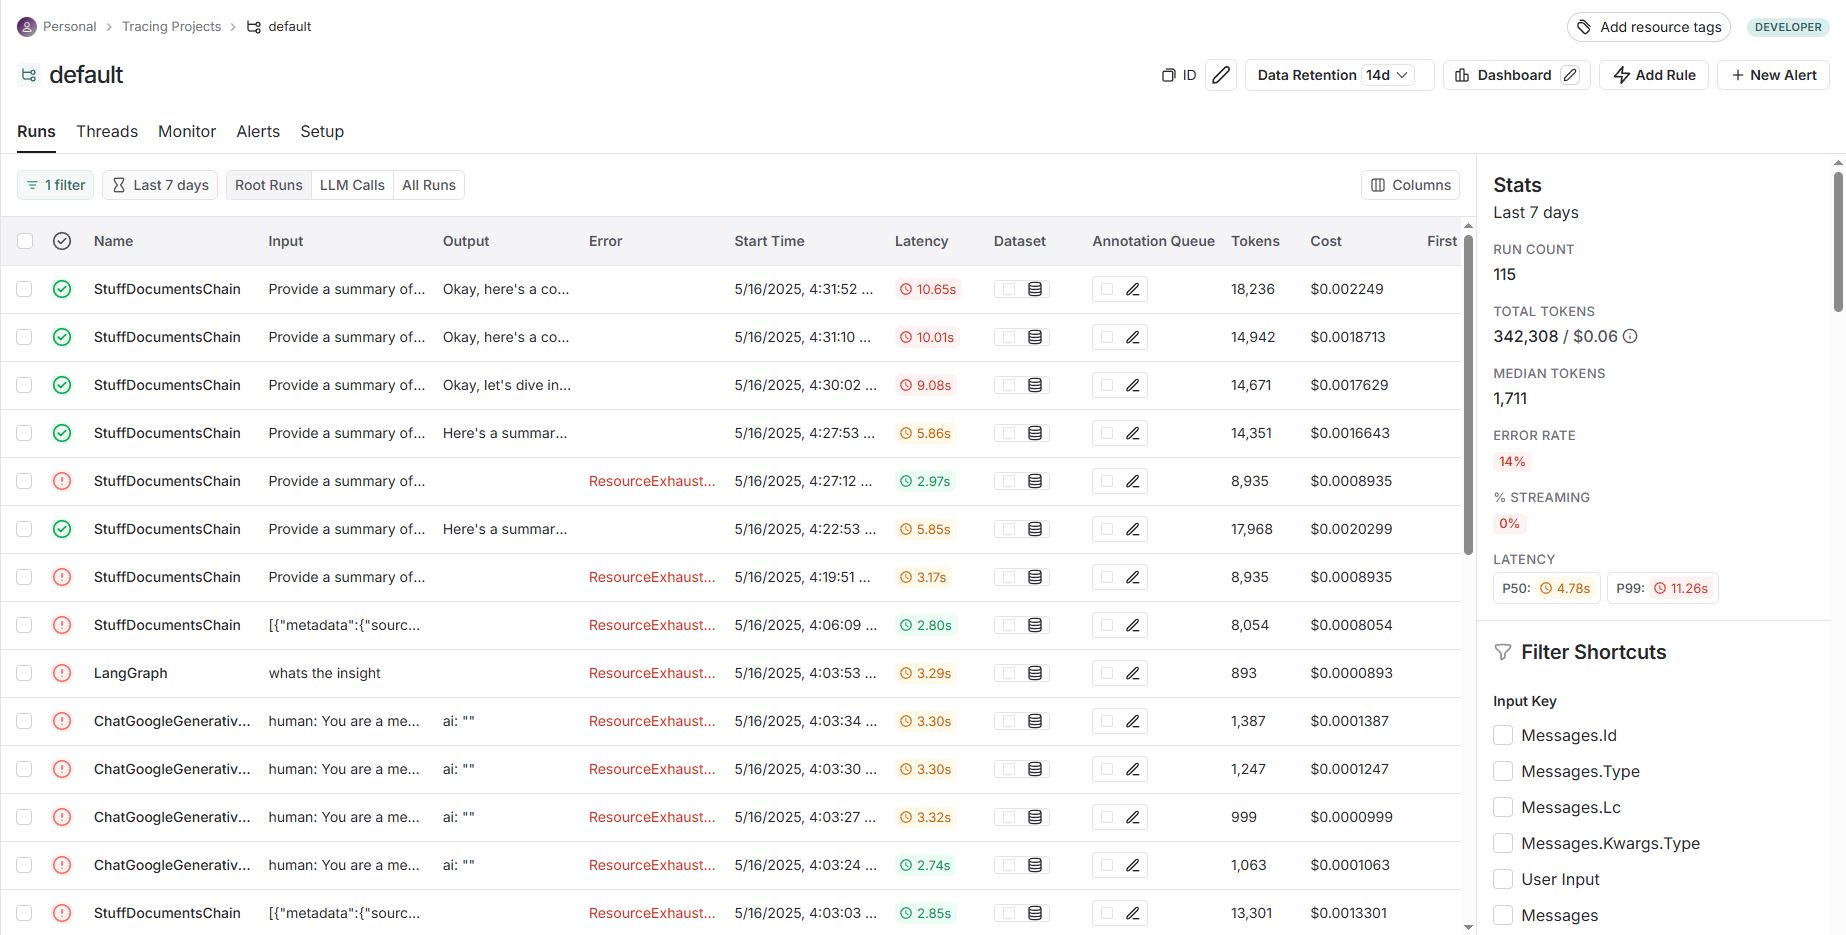 Personal > Tracing Projects > default
Add resource tags
DEVELOPER
default
ID
Data Retention 14d
Dashboard
Add Rule
+ New Alert
Runs Threads Monitor Alerts Setup
1 filter Last 7 days Root Runs LLM Calls All Runs
Columns
Name Input Output Error Start Time Latency Dataset Annotation Queue Tokens Cost First
StuffDocumentsChain Provide a summary of... Okay, here's a co... 5/16/2025, 4:31:52 ... 10.65s 18,236 $0.002249
StuffDocumentsChain Provide a summary of... Okay, here's a co... 5/16/2025, 4:31:10 ... 10.01s 14,942 $0.0018713
StuffDocumentsChain Provide a summary of... Okay, let's dive in... 5/16/2025, 4:30:02 ... 9.08s 14,671 $0.0017629
StuffDocumentsChain Provide a summary of... Here's a summar... 5/16/2025, 4:27:53 ... 5.86s 14,351 $0.0016643
StuffDocumentsChain Provide a summary of... ResourceExhaust... 5/16/2025, 4:27:12 ... 2.97s 8,935 $0.0008935
StuffDocumentsChain Provide a summary of... Here's a summar... 5/16/2025, 4:22:53 ... 5.85s 17,968 $0.0020299
StuffDocumentsChain Provide a summary of... ResourceExhaust... 5/16/2025, 4:19:51 ... 3.17s 8,935 $0.0008935
StuffDocumentsChain [{"metadata":{"sourc... ResourceExhaust... 5/16/2025, 4:06:09 ... 2.80s 8,054 $0.0008054
LangGraph whats the insight ResourceExhaust... 5/16/2025, 4:03:53 ... 3.29s 893 $0.0000893
ChatGoogleGenerativ... human: You are a me... ai: "" ResourceExhaust... 5/16/2025, 4:03:34 ... 3.30s 1,387 $0.0001387
ChatGoogleGenerativ... human: You are a me... ai: "" ResourceExhaust... 5/16/2025, 4:03:30 ... 3.30s 1,247 $0.0001247
ChatGoogleGenerativ... human: You are a me... ai: "" ResourceExhaust... 5/16/2025, 4:03:27 ... 3.32s 999 $0.0000999
ChatGoogleGenerativ... human: You are a me... ai: "" ResourceExhaust... 5/16/2025, 4:03:24 ... 2.74s 1,063 $0.0001063
StuffDocumentsChain [{"metadata":{"sourc... ResourceExhaust... 5/16/2025, 4:03:03 ... 2.85s 13,301 $0.0013301
Stats
Last 7 days
RUN COUNT
115
TOTAL TOKENS
342,308 / $0.06
MEDIAN TOKENS
1,711
ERROR RATE
14%
% STREAMING
0%
LATENCY
P50: 4.78s P99: 11.26s
Filter Shortcuts
Input Key
Messages.Id
Messages.Type
Messages.Lc
Messages.Kwargs.Type
User Input
Messages